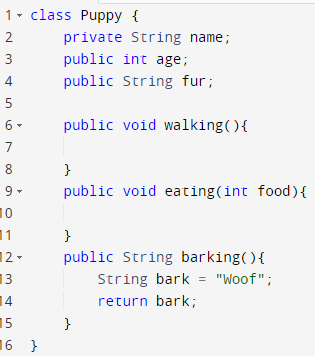 1 class Puppy {
2     private String name;
3     public int age;
4     public String fur;
5
6     public void walking(){
7
8     }
9     public void eating(int food){
10
11     }
12     public String barking(){
13         String bark = "Woof";
14         return bark;
15     }
16 }